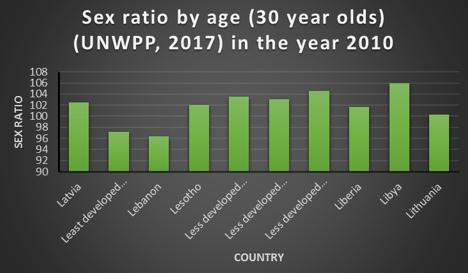 Sex ratio by age (30 year olds)
(UNWPP, 2017) in the year 2010
108
106
104
102
100
98
96
94
92
90
SEX RATIO
Latvia
Least developed...
Lebanon
Lesotho
Less developed...
Less developed...
Less developed...
Liberia
Libya
Lithuania
COUNTRY